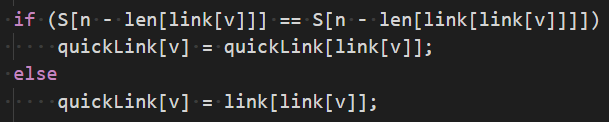 if (S[n - len[link[v]]] == S[n - len[link[link[v]]]])
    quickLink[v] = quickLink[link[v]];
else
    quickLink[v] = link[link[v]];